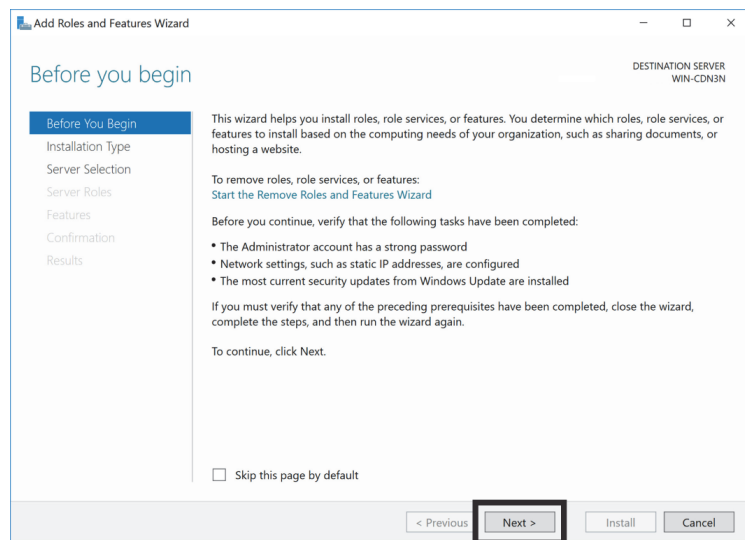 Add Roles and Features Wizard
Before you begin
DESTINATION SERVER
WIN-CDN3N
Before You Begin
Installation Type
Server Selection
Server Roles
Features
Confirmation
Results
This wizard helps you install roles, role services, or features. You determine which roles, role services, or
features to install based on the computing needs of your organization, such as sharing documents, or
hosting a website.
To remove roles, role services, or features:
Start the Remove Roles and Features Wizard
Before you continue, verify that the following tasks have been completed:
• The Administrator account has a strong password
• Network settings, such as static IP addresses, are configured
• The most current security updates from Windows Update are installed
If you must verify that any of the preceding prerequisites have been completed, close the wizard,
complete the steps, and then run the wizard again.
To continue, click Next.
Skip this page by default
< Previous
Next >
Install
Cancel